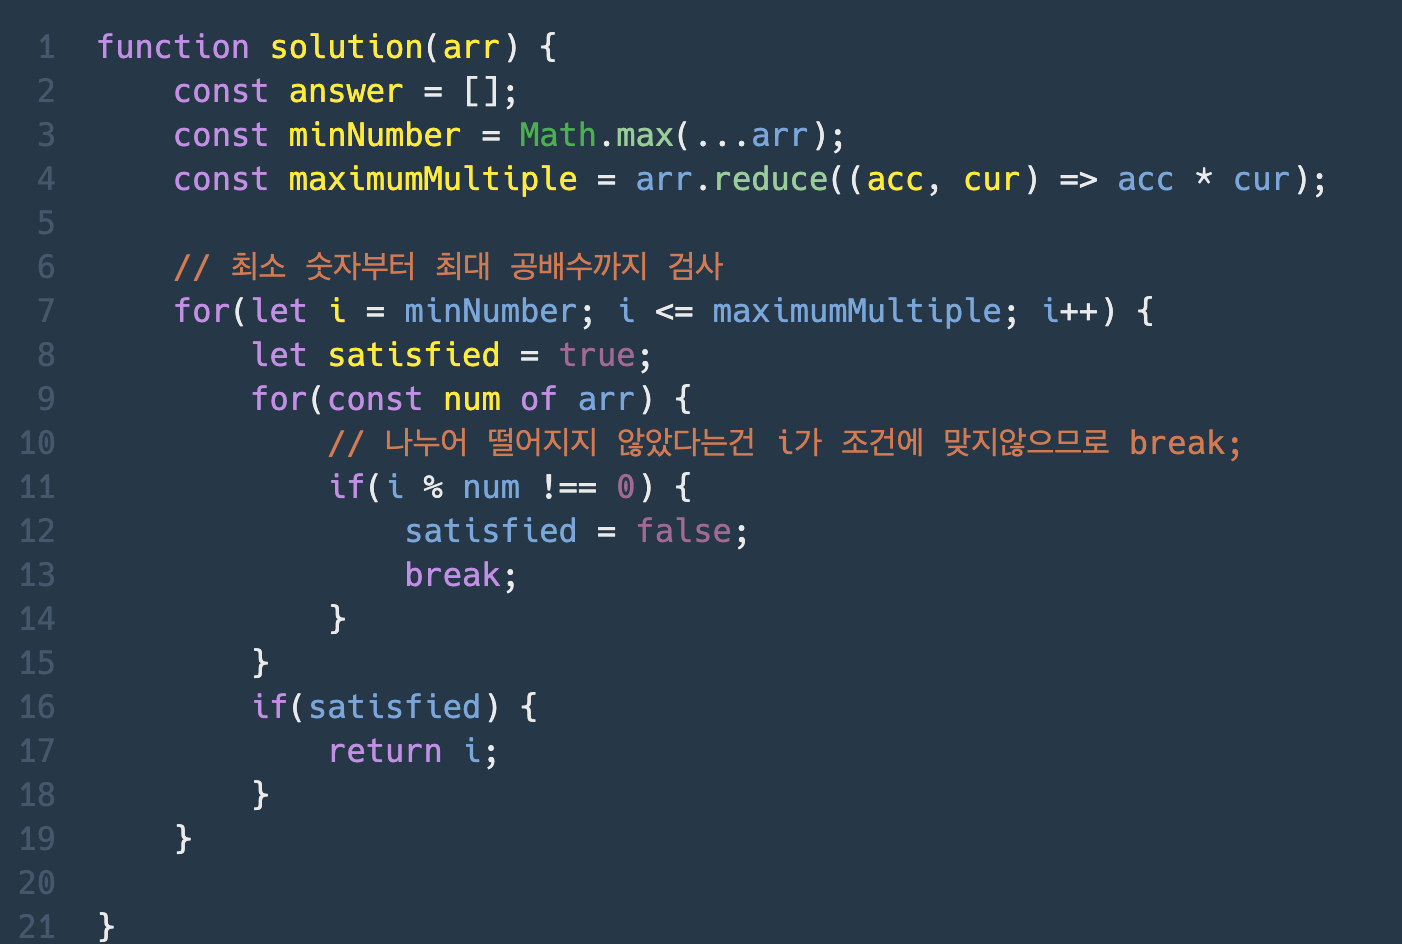 1 function solution(arr) {
2 const answer = [];
3 const minNumber = Math.max(...arr);
4 const maximumMultiple = arr.reduce((acc, cur) => acc * cur);
5
6 // 최소 숫자부터 최대 공배수까지 검사
7 for(let i = minNumber; i <= maximumMultiple; i++) {
8 let satisfied = true;
9 for(const num of arr) {
10 // 나누어 떨어지지 않았다는건 i가 조건에 맞지않으므로 break;
11 if(i % num !== 0) {
12 satisfied = false;
13 break;
14 }
15 }
16 if(satisfied) {
17 return i;
18 }
19 }
20
21 }